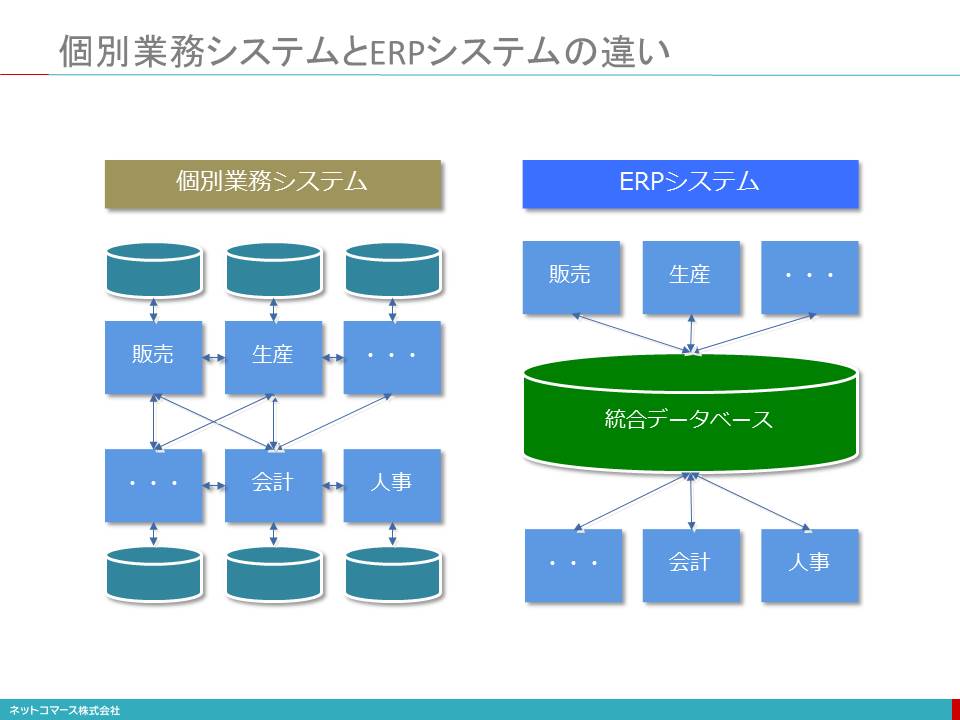 個別業務システムとERPシステムの違い
個別業務システム
販売
生産
・・・
・・・
会計
人事
ERPシステム
販売
生産
・・・
統合データベース
・・・
会計
人事
ネットコマース株式会社